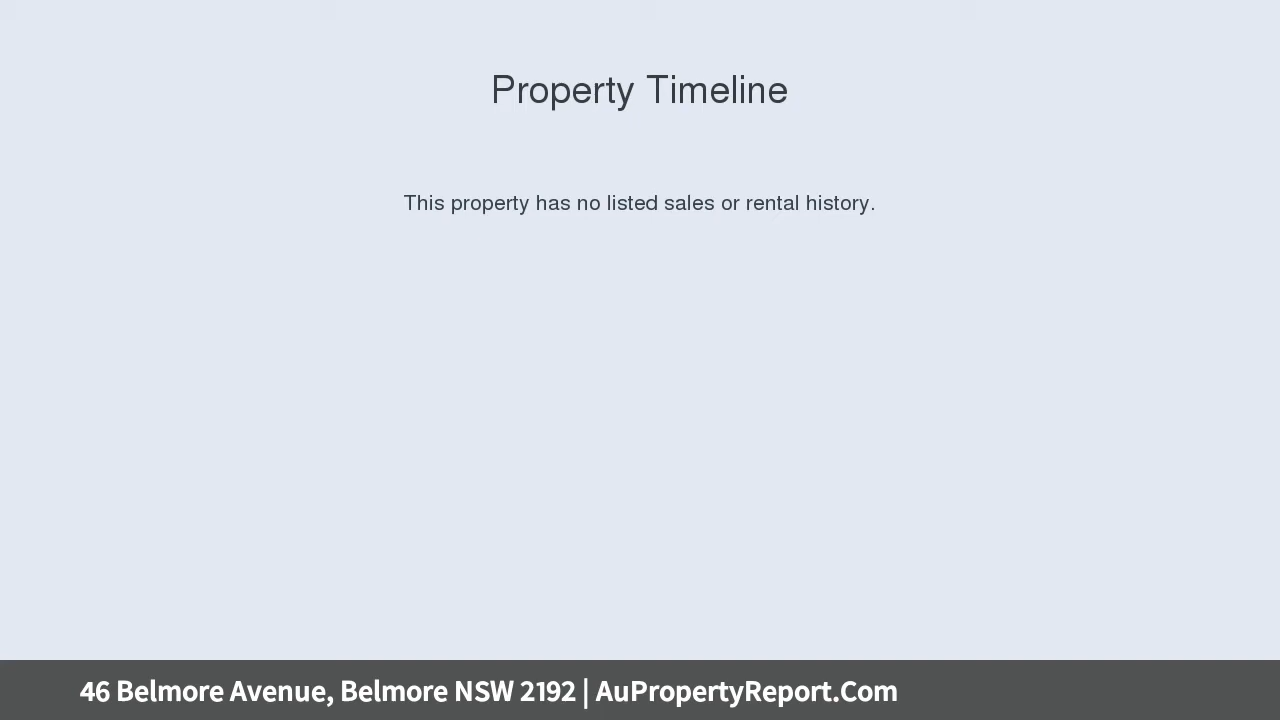 Property Timeline
This property has no listed sales or rental history.
46 Belmore Avenue, Belmore NSW 2192 | AuPropertyReport.Com